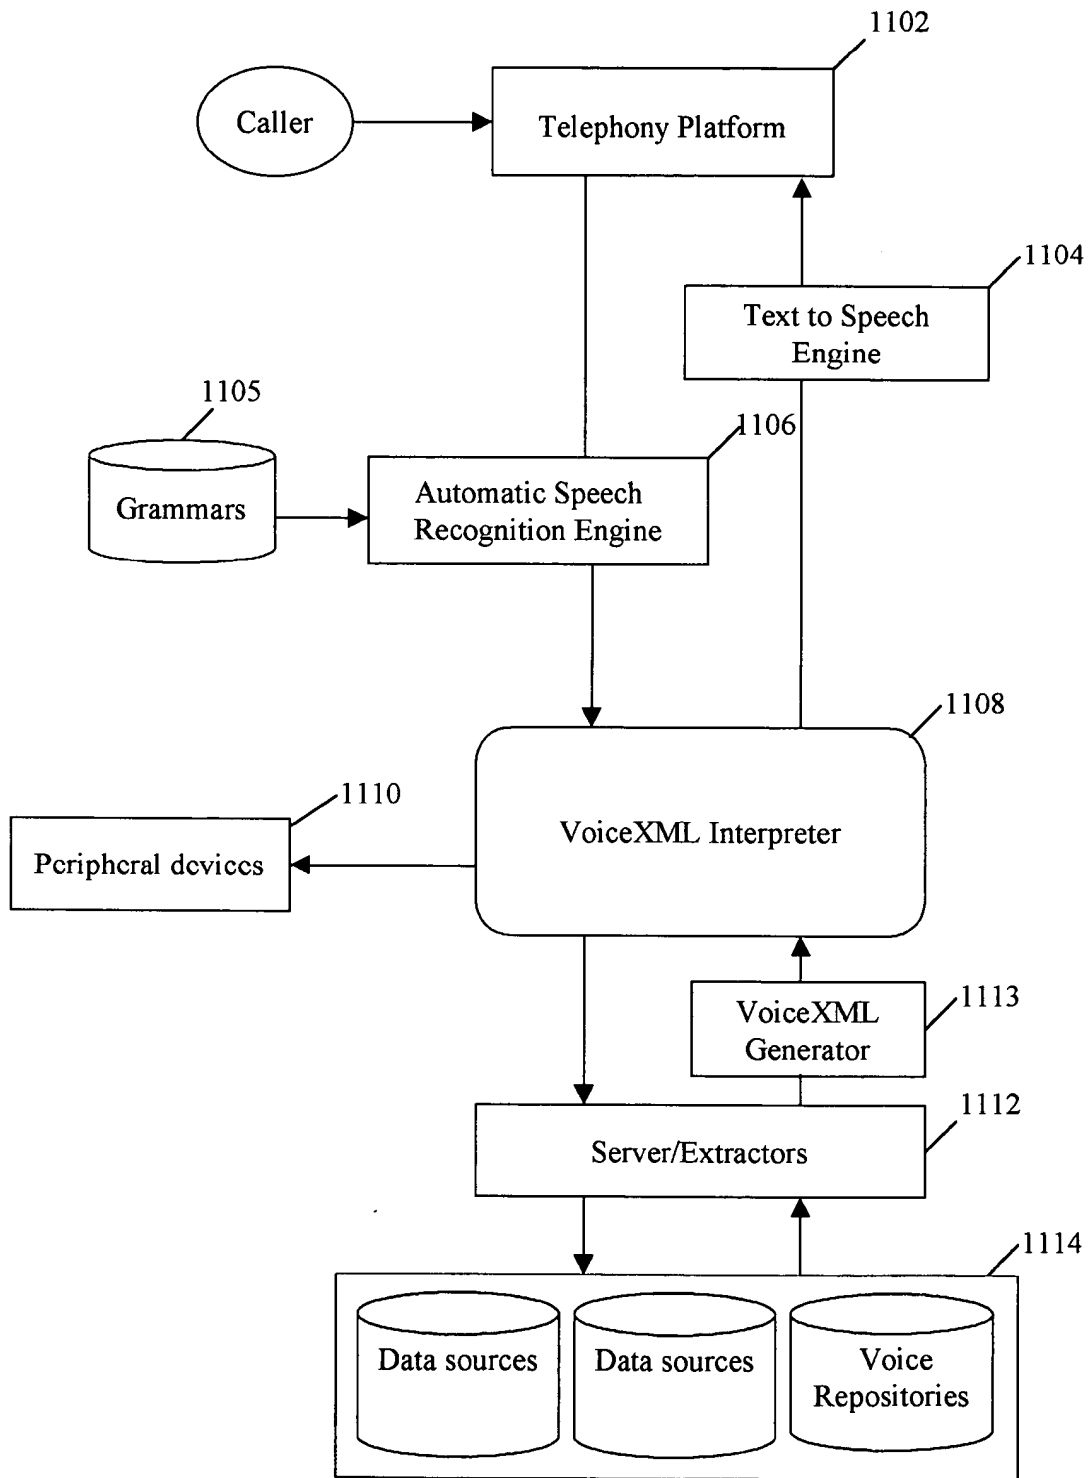 1102
Caller
Telephony Platform
1104
Text to Speech
Engine
1105
1106
Grammars
Automatic Speech
Recognition Engine
1108
1110
VoiceXML Interpreter
Peripheral devices
1113
VoiceXML
Generator
1112
Server/Extractors
1114
Data sources
Data sources
Voice
Repositories